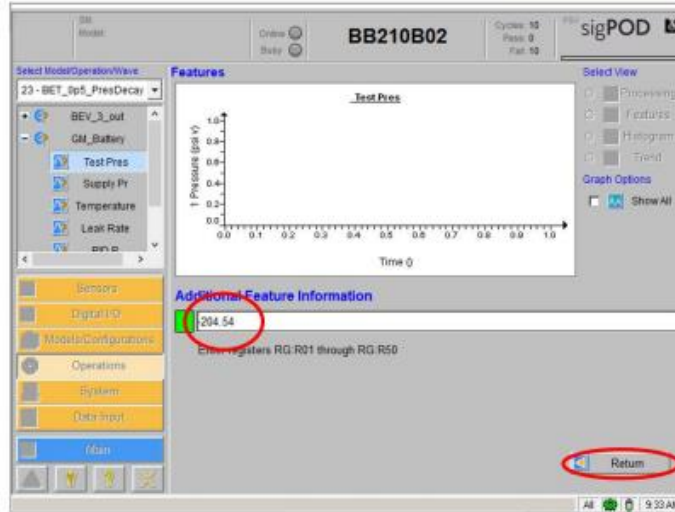 SN:
Model:
Online
Busy
BB210B02
Cycles: 10
Pass: 0
Fail: 10
sigPOD
Select Model/Operation/Wave
23 - BET_0p5_PresDecay
BEV_3_out
GM_Battery
Test Pres
Supply Pr
Temperature
Leak Rate
Sensors
Digital I/O
Models/Configurations
Operations
System
Data Input
Main
Features
Test Pres
1.0
0.8
0.6
0.4
0.2
0.0
0.0 0.1 0.2 0.3 0.4 0.5 0.6 0.7 0.8 0.9 1.0
Time ()
Additional Feature Information
-204.54
Enter registers RG:R01 through RG:R50
Select View
Processing
Features
Histogram
Trend
Graph Options
Show All
Return
All
9:33 AM